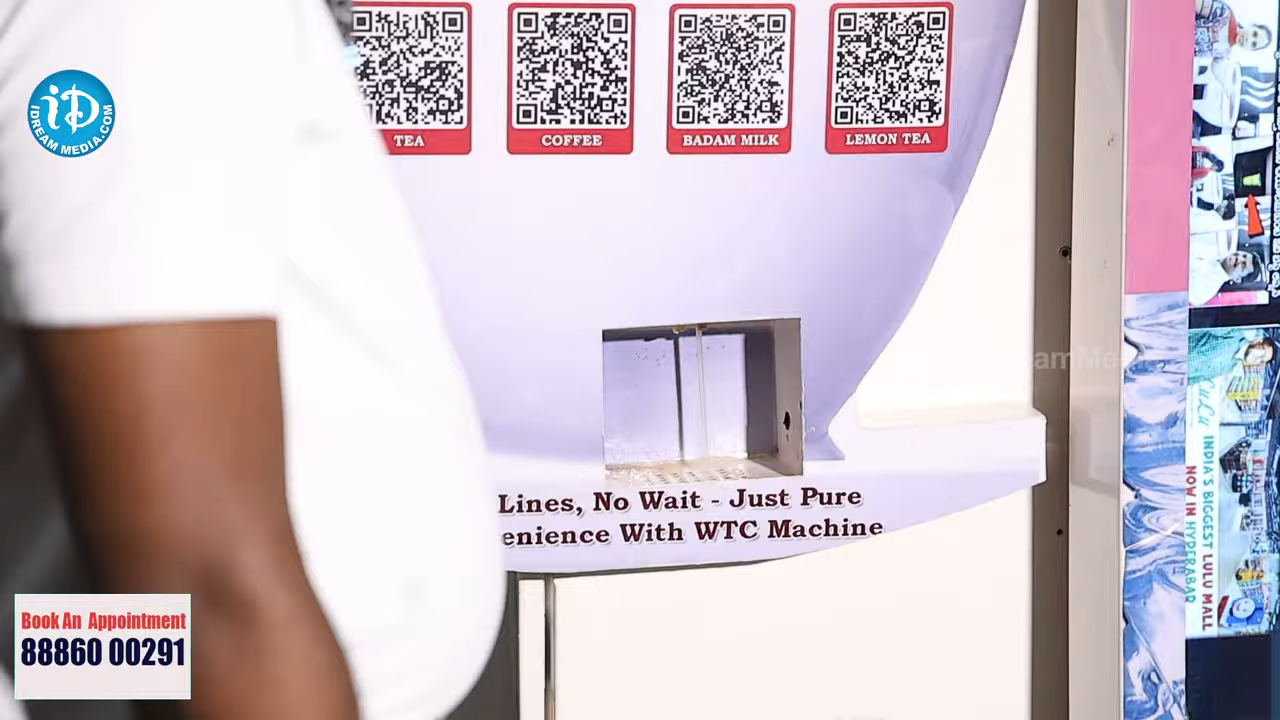 TEA
COFFEE
BADAM MILK
LEMON TEA
iD
IDREAM MEDIA.COM
Lines, No Wait - Just Pure
enience With WTC Machine
LuLu
INDIA'S BIGGEST LULU MALL
NOW IN HYDERABAD
Book An Appointment
88860 00291